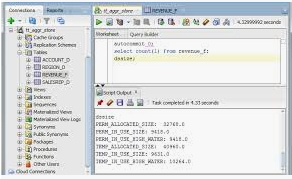 Connections
Reports
tt_aggr_store
Cache Groups
Replication Schemes
Tables
ACCOUNT_D
REGION_D
REVENUE_F
SALESREP_D
Views
Indexes
Sequences
Materialized Views
Materialized View Logs
Synonyms
Public Synonyms
Packages
Procedures
Functions
Other Users
Cloud Connections
tt_aggr_store
REVENUE_F
4.32999992 seconds
Worksheet
Query Builder
autocommit 0;
select count(1) from revenue_f;
dssize;
Script Output
Task completed in 4.33 seconds
dssize
PERM_ALLOCATED_SIZE: 32768.0
PERM_IN_USE_SIZE: 9418.0
PERM_IN_USE_HIGH_WATER: 9418.0
TEMP_ALLOCATED_SIZE: 40960.0
TEMP_IN_USE_SIZE: 9631.0
TEMP_IN_USE_HIGH_WATER: 10264.0